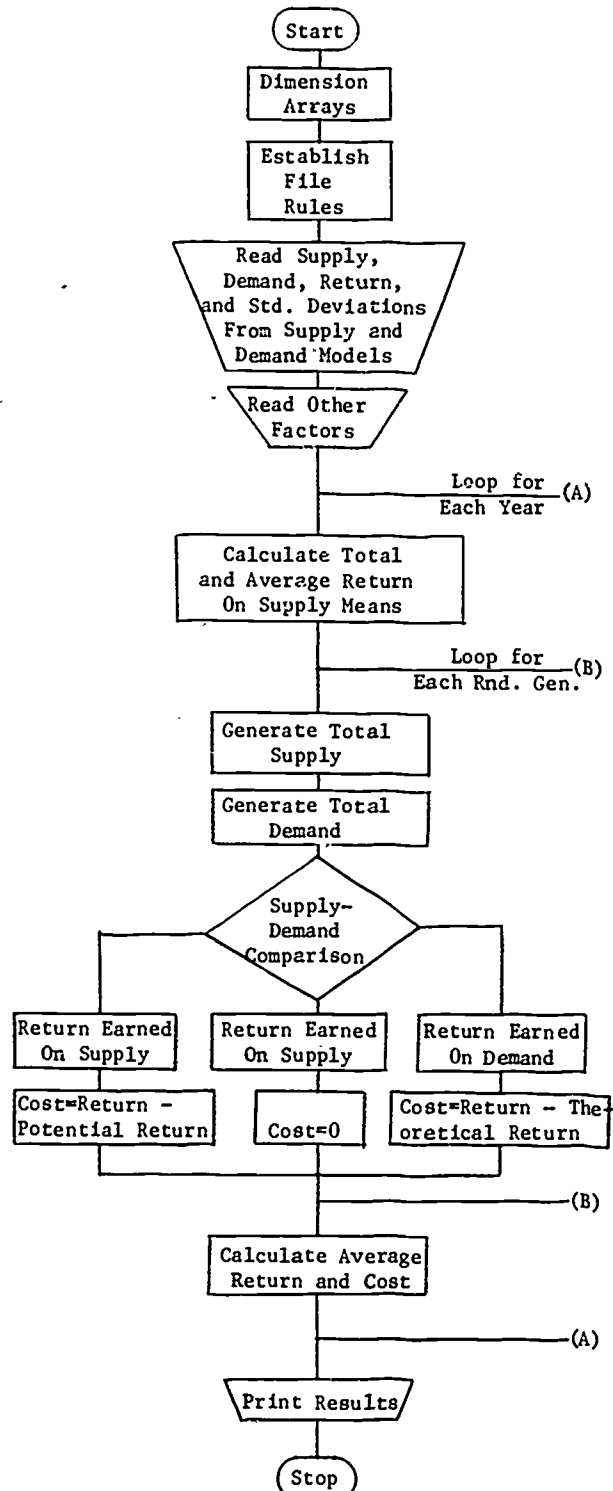 Start
Dimension
Arrays
Establish
File
Rules
Read Supply,
Demand, Return,
and Std. Deviations
From Supply and
Demand Models
Read Other
Factors
Loop for
Each Year
(A)
Calculate Total
and Average Return
On Supply Means
Loop for
Each Rnd. Gen.
(B)
Generate Total
Supply
Generate Total
Demand
Supply-
Demand
Comparison
Return Earned
On Supply
Return Earned
On Supply
Return Earned
On Demand
Cost=Return -
Potential Return
Cost=0
Cost=Return - The-
oretical Return
(B)
Calculate Average
Return and Cost
(A)
Print Results
Stop